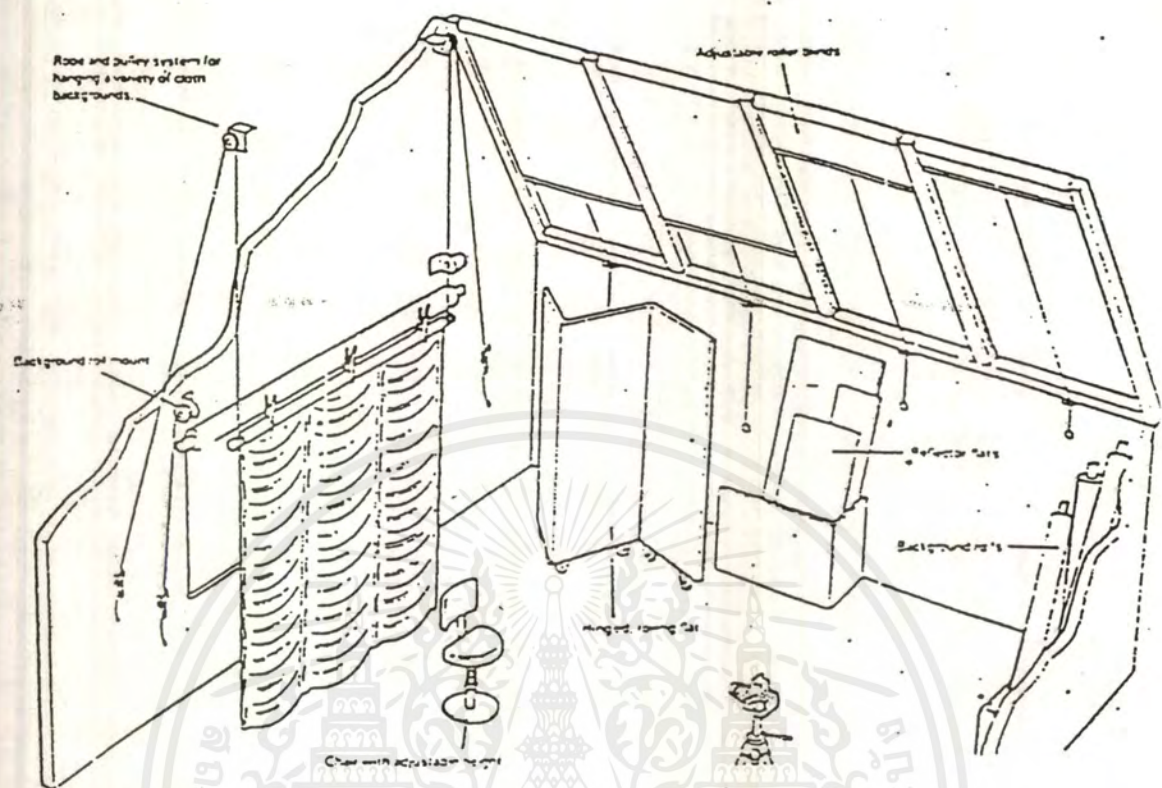 Rope and pulley system for
hanging a variety of cloth
backgrounds.
Adjustable roller blinds
Background roll mount
Reflector flats
Background rolls
Hinged, folding flat
Chair with adjustable height